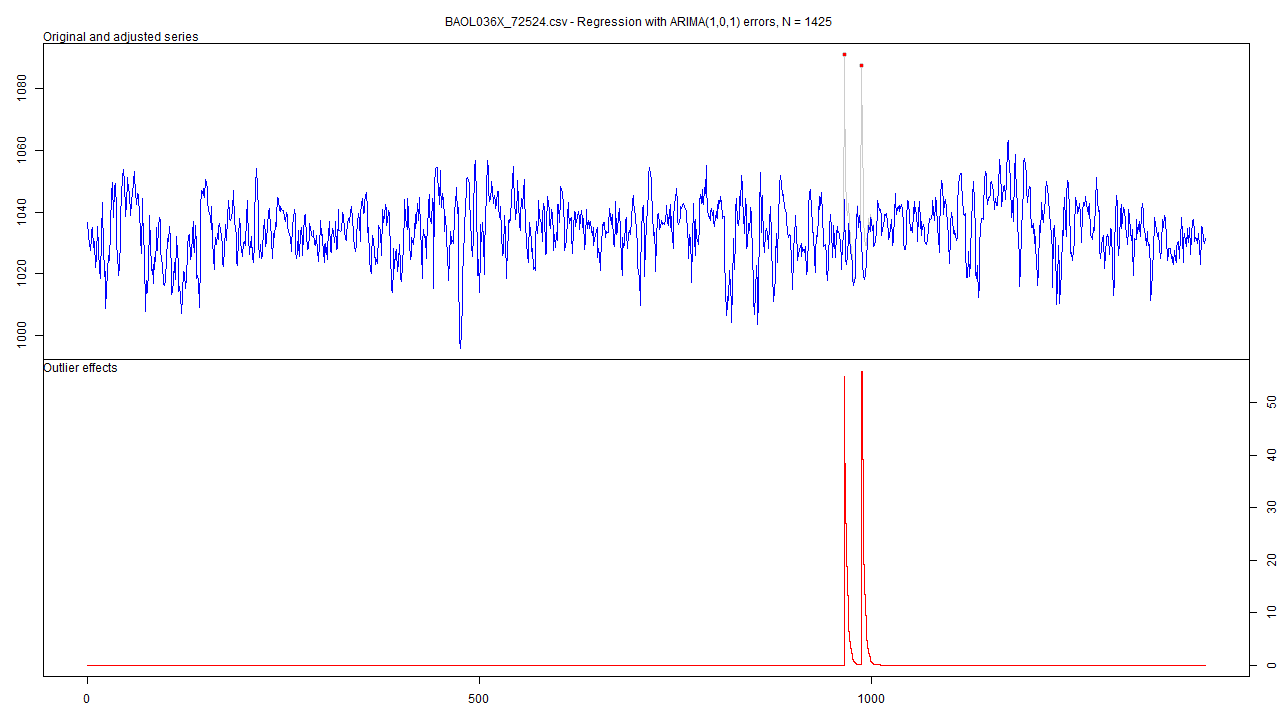 BAOL036X_72524.csv - Regression with ARIMA(1,0,1) errors, N = 1425
Original and adjusted series
1080
1060
1040
1020
1000
Outlier effects
50
40
30
20
10
0
0 500 1000